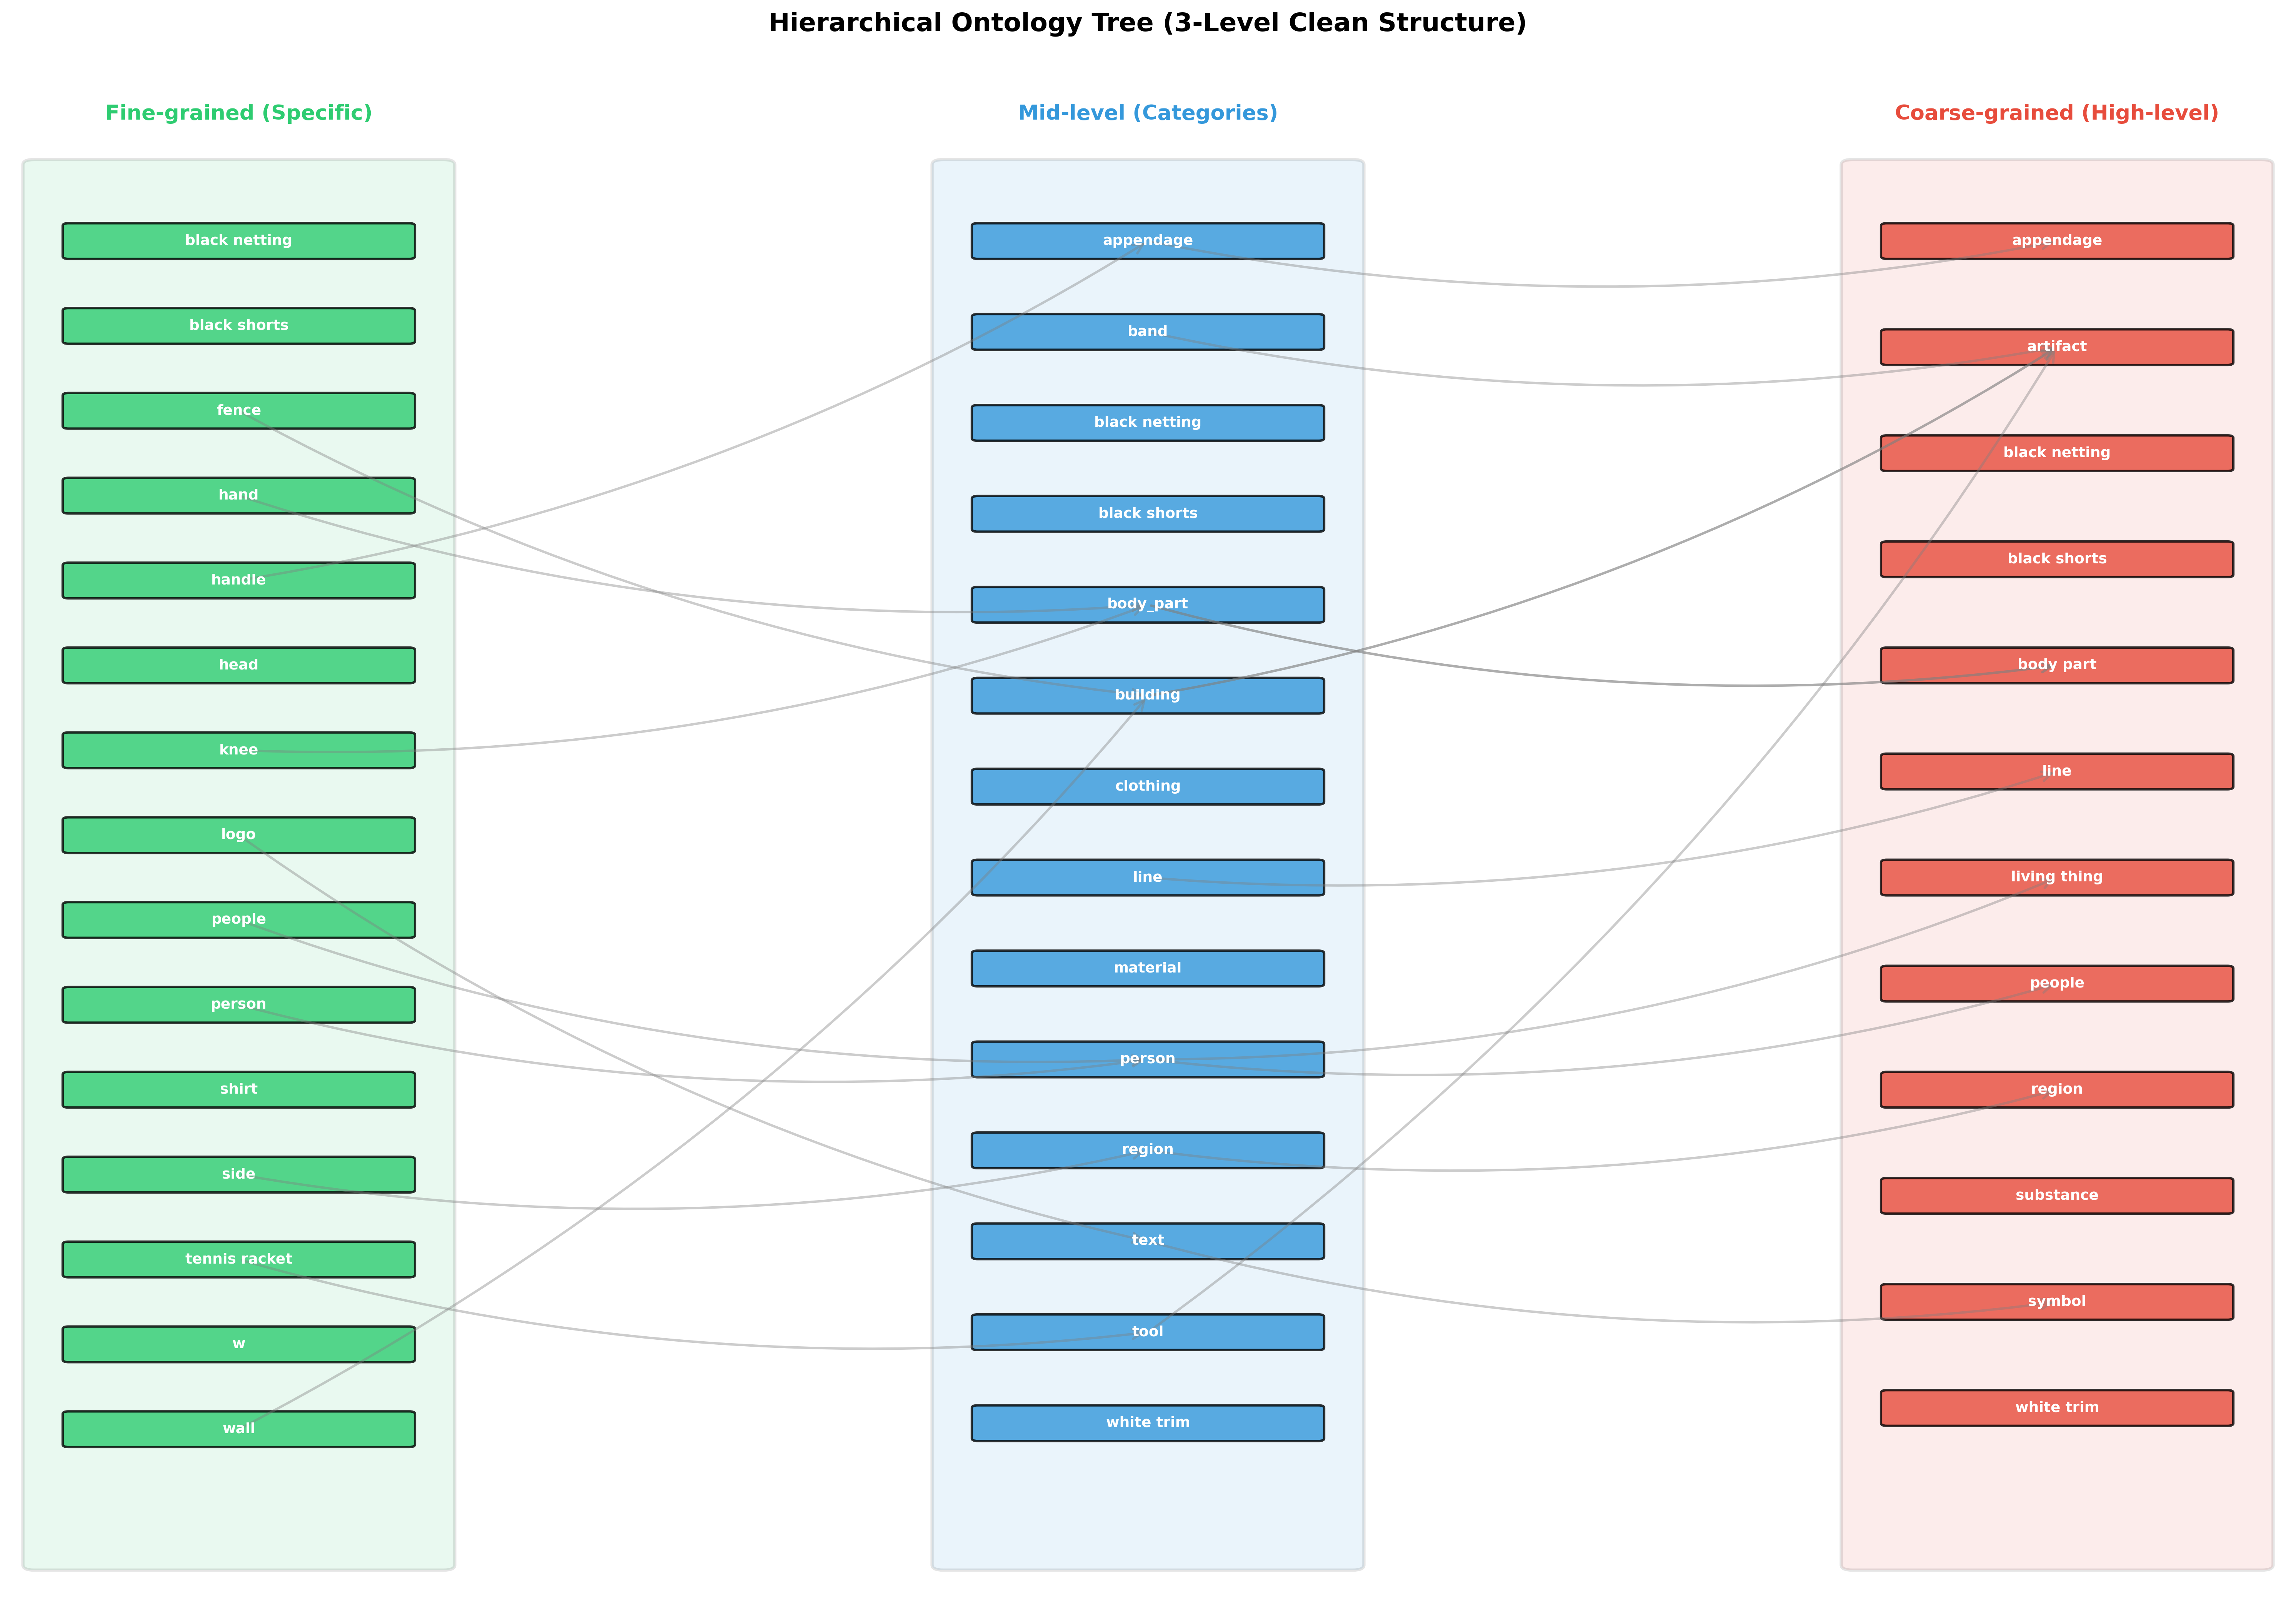 Hierarchical Ontology Tree (3-Level Clean Structure)
Fine-grained (Specific)
black netting
black shorts
fence
hand
handle
head
knee
logo
people
person
shirt
side
tennis racket
w
wall
Mid-level (Categories)
appendage
band
black netting
black shorts
body_part
building
clothing
line
material
person
region
text
tool
white trim
Coarse-grained (High-level)
appendage
artifact
black netting
black shorts
body part
line
living thing
people
region
substance
symbol
white trim